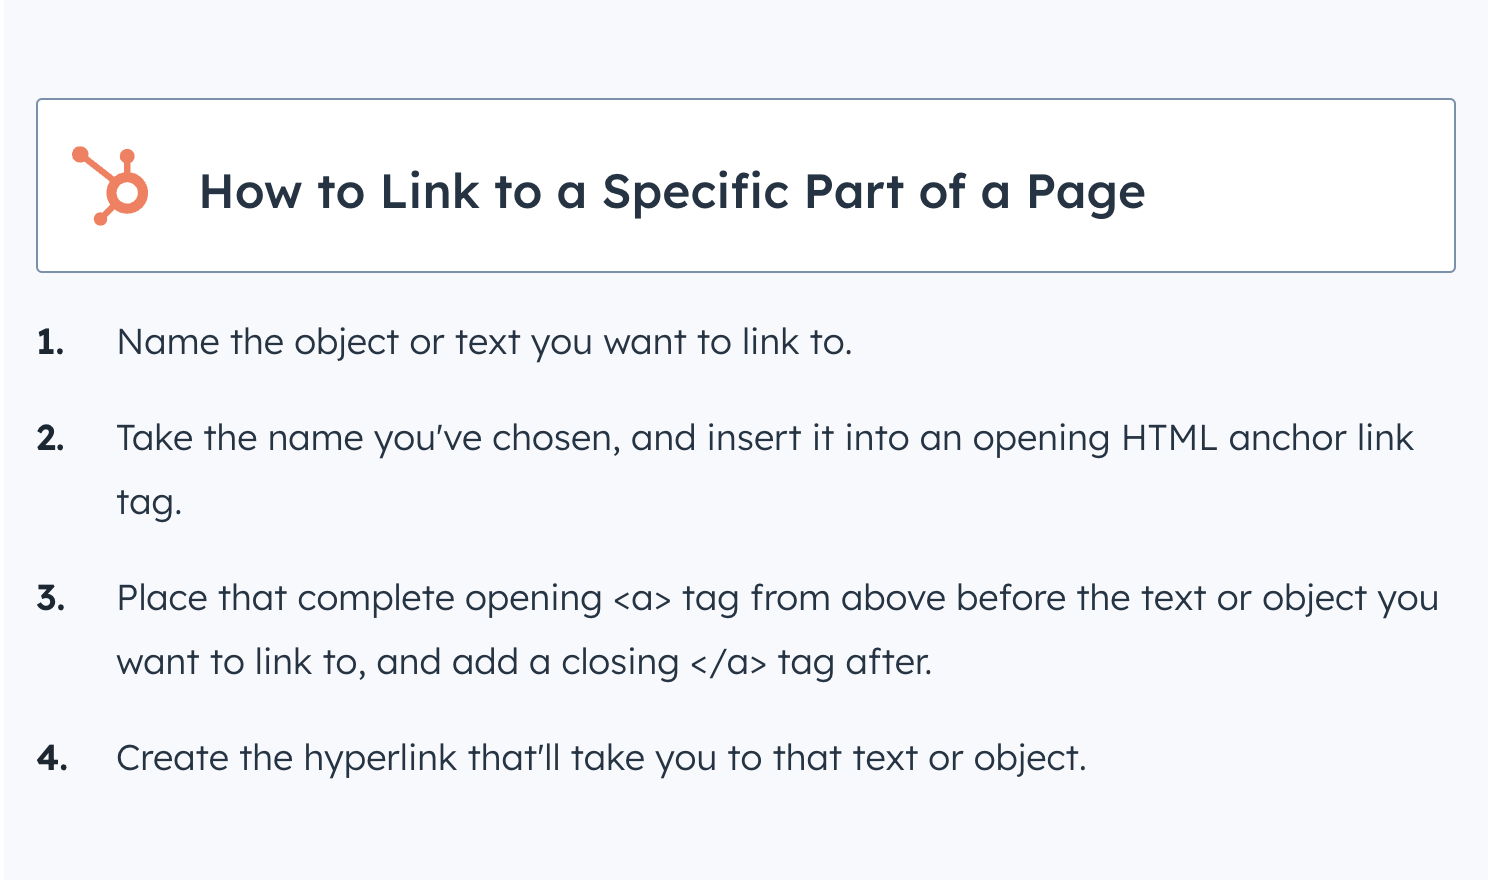 How to Link to a Specific Part of a Page
1. Name the object or text you want to link to.
2. Take the name you've chosen, and insert it into an opening HTML anchor link
tag.
3. Place that complete opening <a> tag from above before the text or object you
want to link to, and add a closing </a> tag after.
4. Create the hyperlink that'll take you to that text or object.